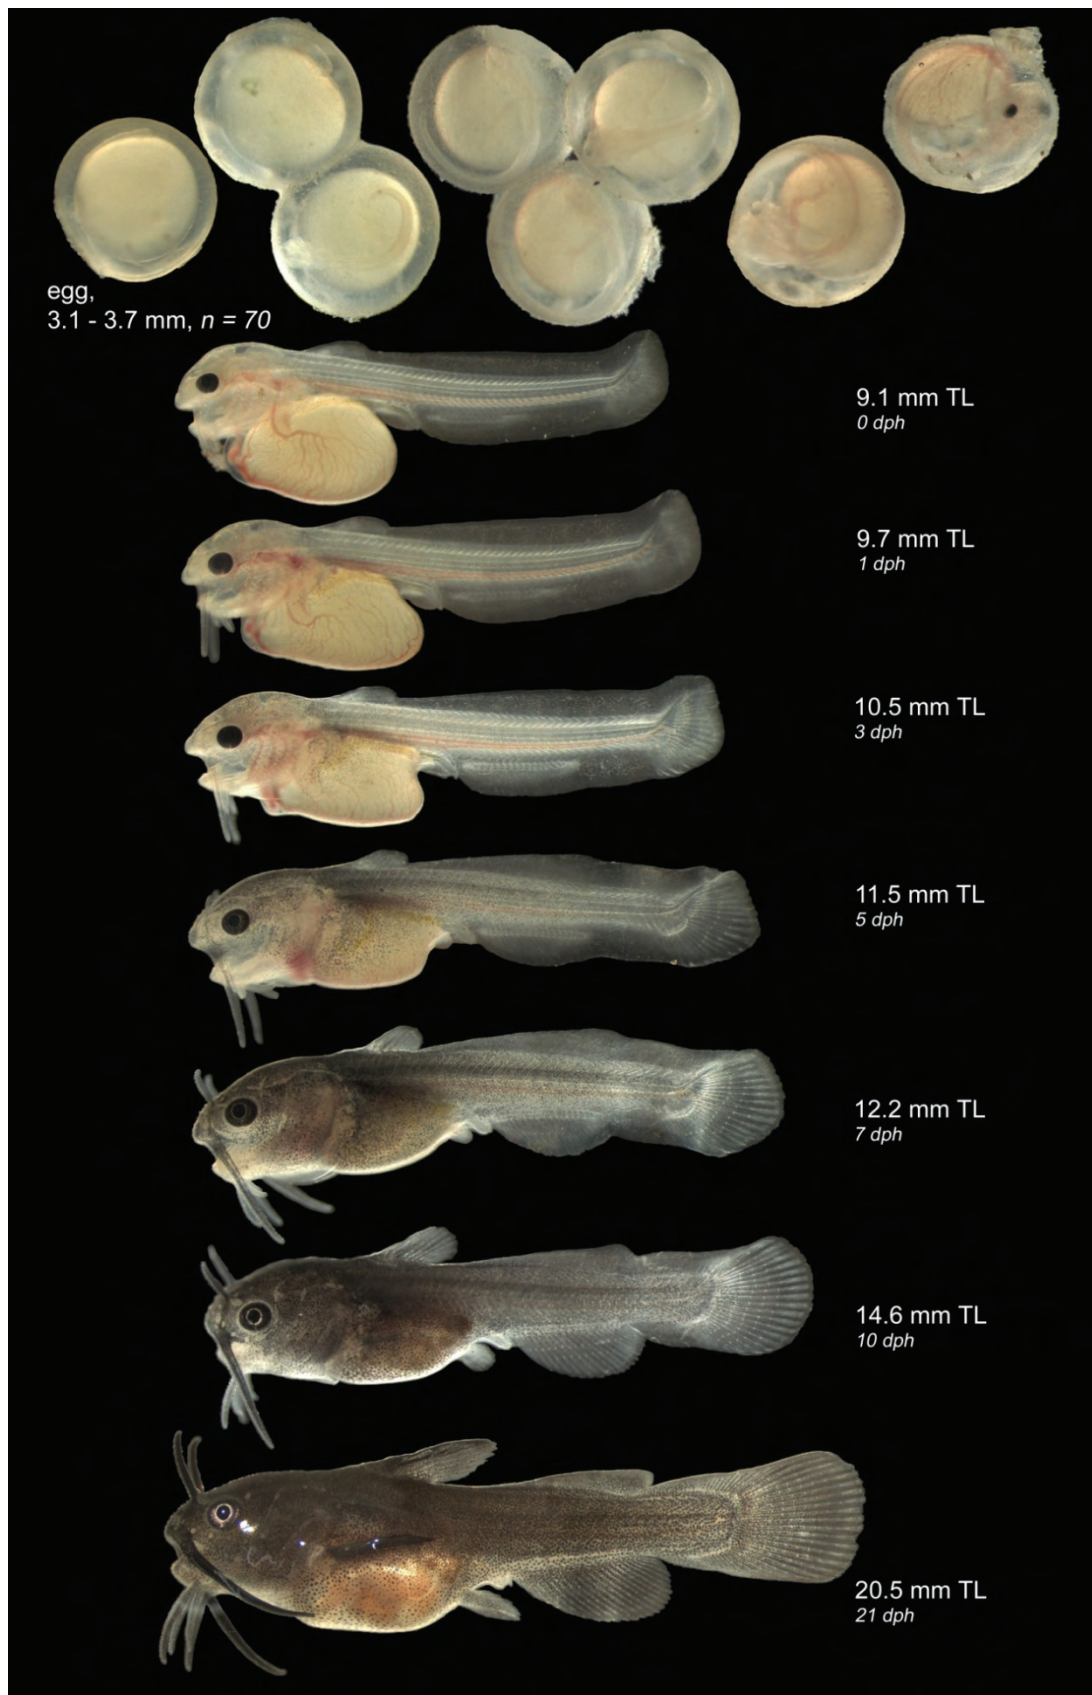 egg,
3.1 - 3.7 mm, n = 70
9.1 mm TL
0 dph
9.7 mm TL
1 dph
10.5 mm TL
3 dph
11.5 mm TL
5 dph
12.2 mm TL
7 dph
14.6 mm TL
10 dph
20.5 mm TL
21 dph